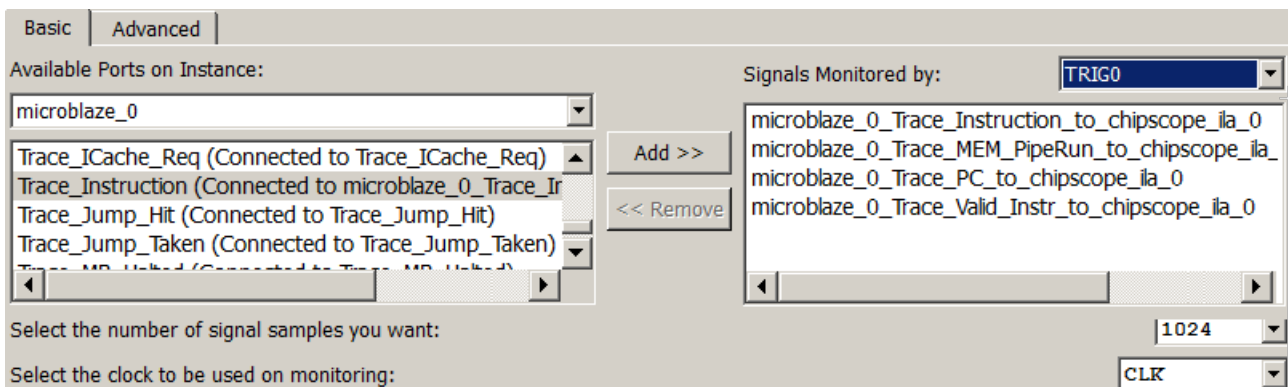 Basic Advanced
Available Ports on Instance:
microblaze_0
Trace_ICache_Req (Connected to Trace_ICache_Req)
Trace_Instruction (Connected to microblaze_0_Trace_Ir
Trace_Jump_Hit (Connected to Trace_Jump_Hit)
Trace_Jump_Taken (Connected to Trace_Jump_Taken)
Add >>
<< Remove
Signals Monitored by: TRIG0
microblaze_0_Trace_Instruction_to_chipscope_ila_0
microblaze_0_Trace_MEM_PipeRun_to_chipscope_ila_
microblaze_0_Trace_PC_to_chipscope_ila_0
microblaze_0_Trace_Valid_Instr_to_chipscope_ila_0
Select the number of signal samples you want: 1024
Select the clock to be used on monitoring: CLK